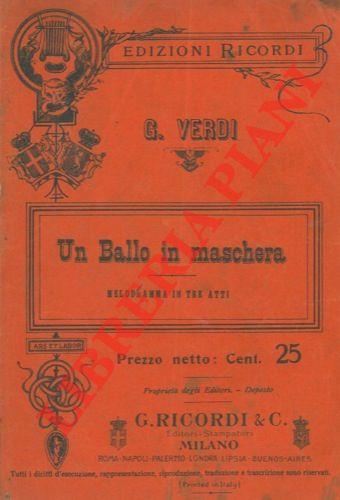 EDIZIONI RICORDI
G. VERDI
Un Ballo in maschera
MELODRAMMA IN TRE ATTI
ARS ET LABOR
Prezzo netto: Cent. 25
Proprietà degli Editori. - Deposto
G. RICORDI & C.
Editori-Stampatori
MILANO
ROMA-NAPOLI-PALERMO-LONDRA-LIPSIA-BUENOS-AIRES
Tutti i diritti d'esecuzione, rappresentazione, riproduzione, traduzione e trascrizione sono riservati.
(Printed in Italy)
LIBRERIA PIANI